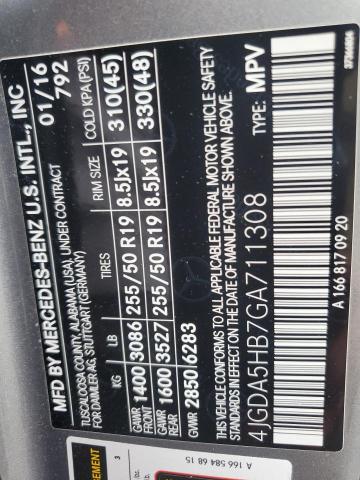 MFD BY MERCEDES-BENZ U.S. INTL., INC 01/16
TUSCALOOSA COUNTY, ALABAMA (USA), UNDER CONTRACT 792
FOR DAIMLER AG, STUTTGART (GERMANY)
KG LB TIRES RIM SIZE COLD KPA (PSI)
GAWR FRONT 1400 3086 255/50 R19 8.5Jx19 310(45)
GAWR REAR 1600 3527 255/50 R19 8.5Jx19 330(48)
GVWR 2850 6283
THIS VEHICLE CONFORMS TO ALL APPLICABLE FEDERAL MOTOR VEHICLE SAFETY
AND THEFT PREVENTION STANDARDS IN EFFECT ON THE DATE OF MANUFACTURE SHOWN ABOVE.
4JGDA5HB7GA711308 TYPE: MPV
A 166 817 09 20
A 166 584 68 15
3